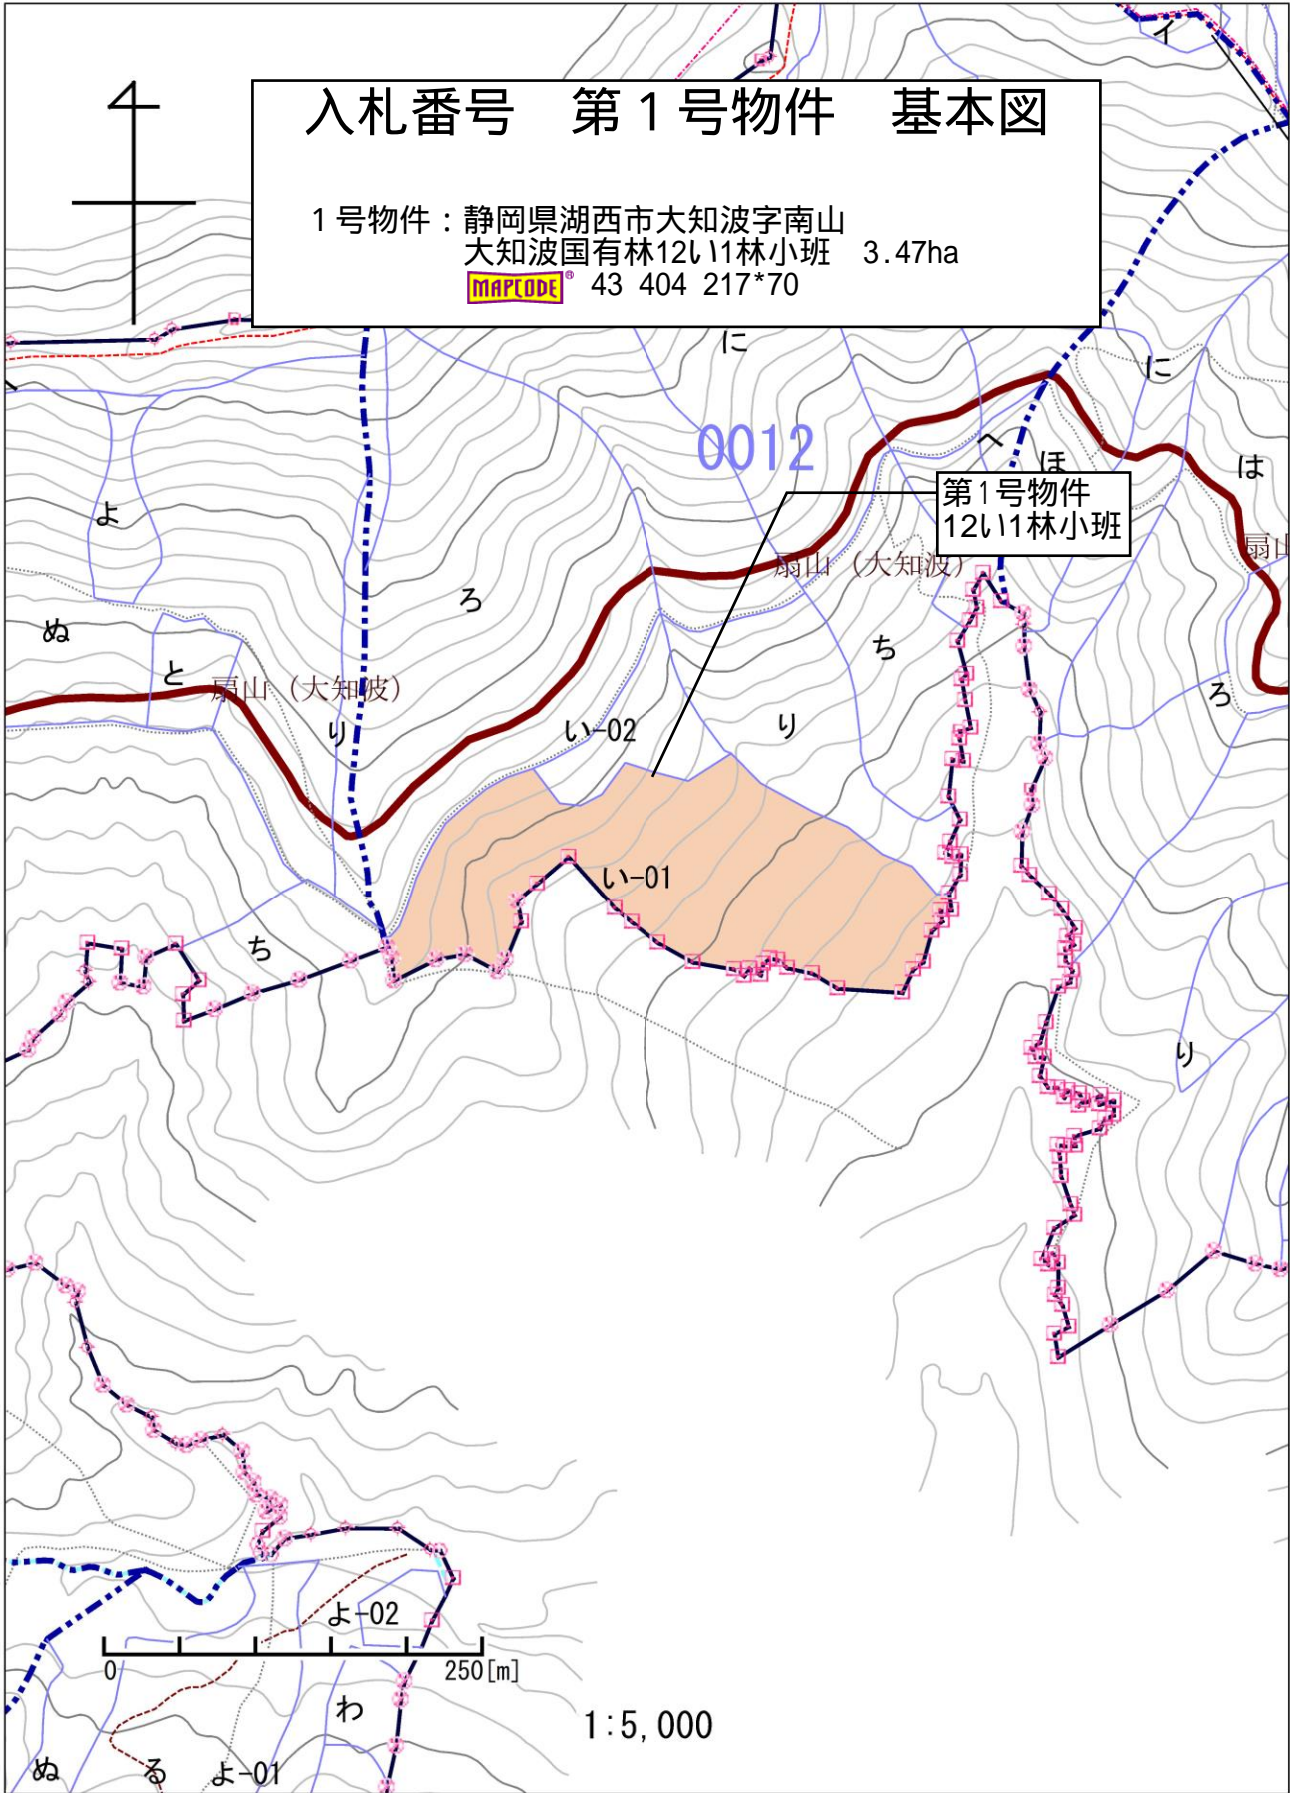 イ
入札番号　第1号物件　基本図
1号物件：静岡県湖西市大知波字南山
大知波国有林12い1林小班　3.47ha
MAPCODE® 43 404 217*70
に
に
0012
へ
ほ
は
第1号物件
12い1林小班
よ
扇山（大知波）
扇山
ろ
ぬ
ち
と
扇山（大知波）
ろ
り
い-02
り
い-01
ち
り
よ-02
0
250[m]
わ
1:5,000
ぬ
る
よ-01